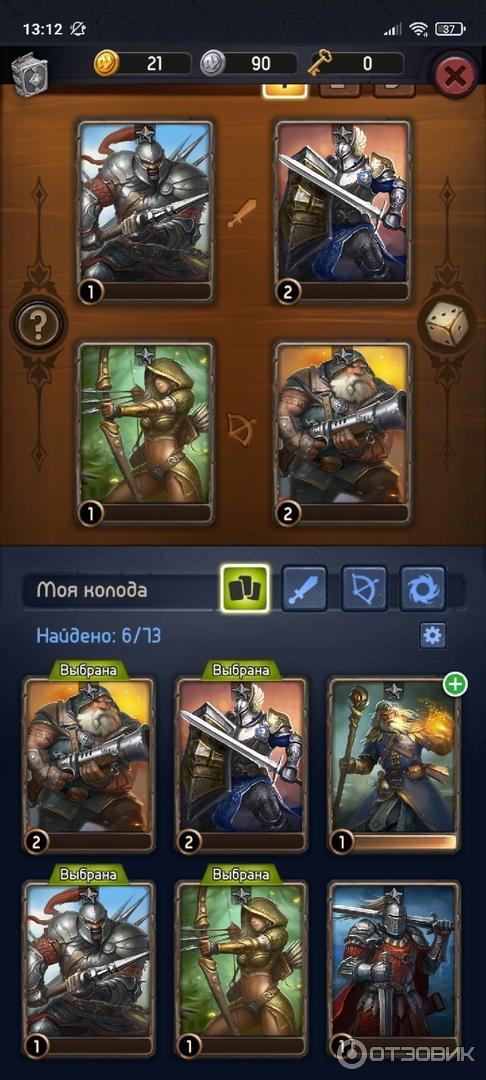 13:12 37
21 90 0
1 2
1 2
Моя колода
Найдено: 6/73
Выбрана Выбрана
2 2 1
Выбрана Выбрана
1 1 1
ОТЗОВИК